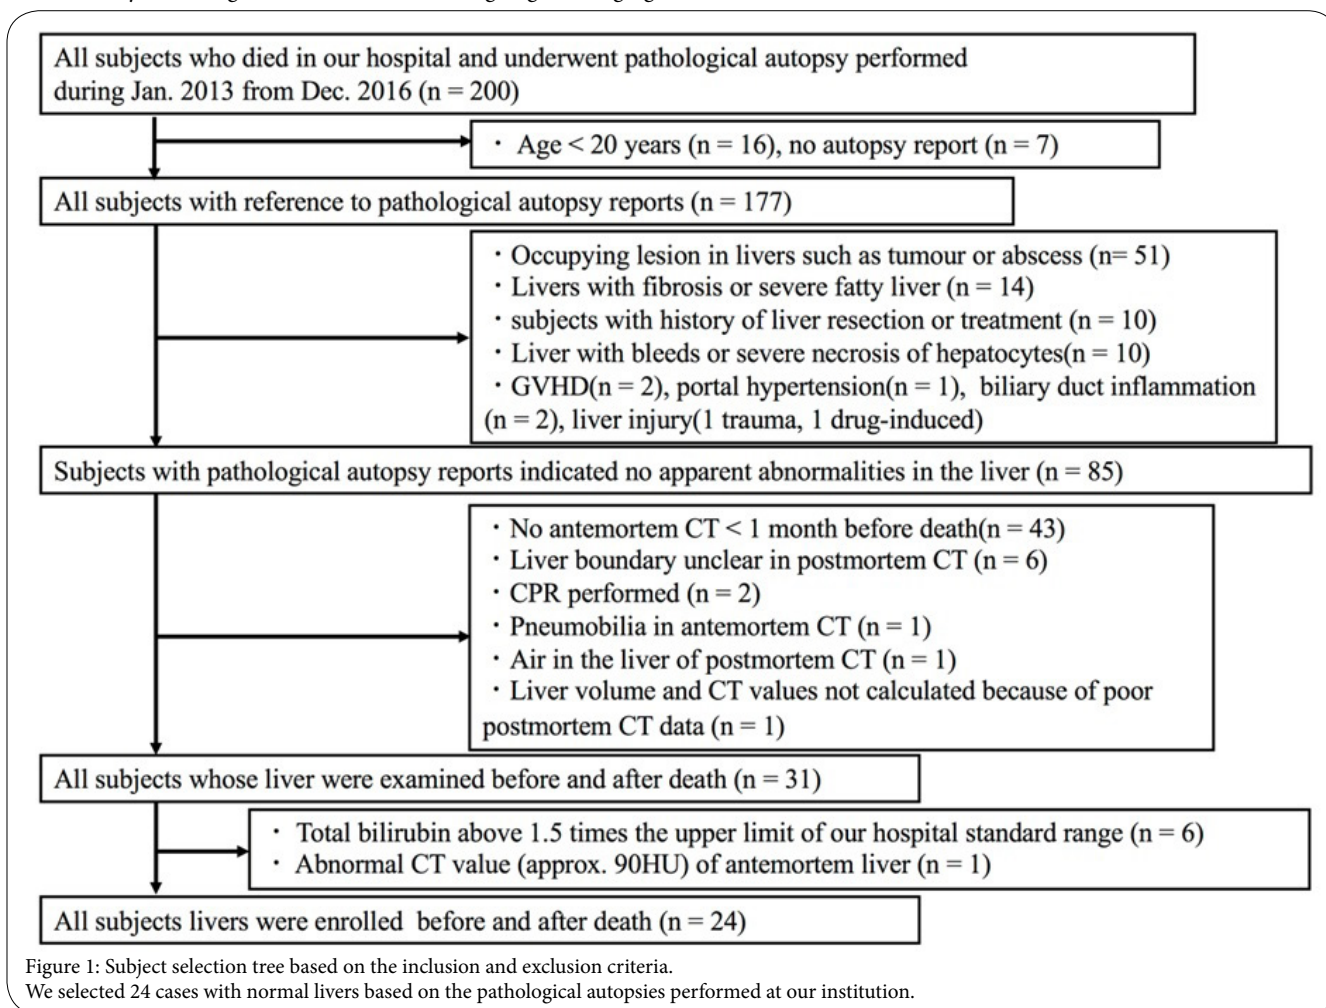 All subjects who died in our hospital and underwent pathological autopsy performed
during Jan. 2013 from Dec. 2016 (n = 200)
・Age < 20 years (n = 16), no autopsy report (n = 7)
All subjects with reference to pathological autopsy reports (n = 177)
・Occupying lesion in livers such as tumour or abscess (n= 51)
・Livers with fibrosis or severe fatty liver (n = 14)
・subjects with history of liver resection or treatment (n = 10)
・Liver with bleeds or severe necrosis of hepatocytes(n = 10)
・GVHD(n = 2), portal hypertension(n = 1),  biliary duct inflammation
(n = 2), liver injury(1 trauma, 1 drug-induced)
Subjects with pathological autopsy reports indicated no apparent abnormalities in the liver (n = 85)
・No antemortem CT < 1 month before death(n = 43)
・Liver boundary unclear in postmortem CT (n = 6)
・CPR performed (n = 2)
・Pneumobilia in antemortem CT (n = 1)
・Air in the liver of postmortem CT (n = 1)
・Liver volume and CT values not calculated because of poor
postmortem CT data (n = 1)
All subjects whose liver were examined before and after death (n = 31)
・Total bilirubin above 1.5 times the upper limit of our hospital standard range (n = 6)
・Abnormal CT value (approx. 90HU) of antemortem liver (n = 1)
All subjects livers were enrolled  before and after death (n = 24)
Figure 1: Subject selection tree based on the inclusion and exclusion criteria.
We selected 24 cases with normal livers based on the pathological autopsies performed at our institution.